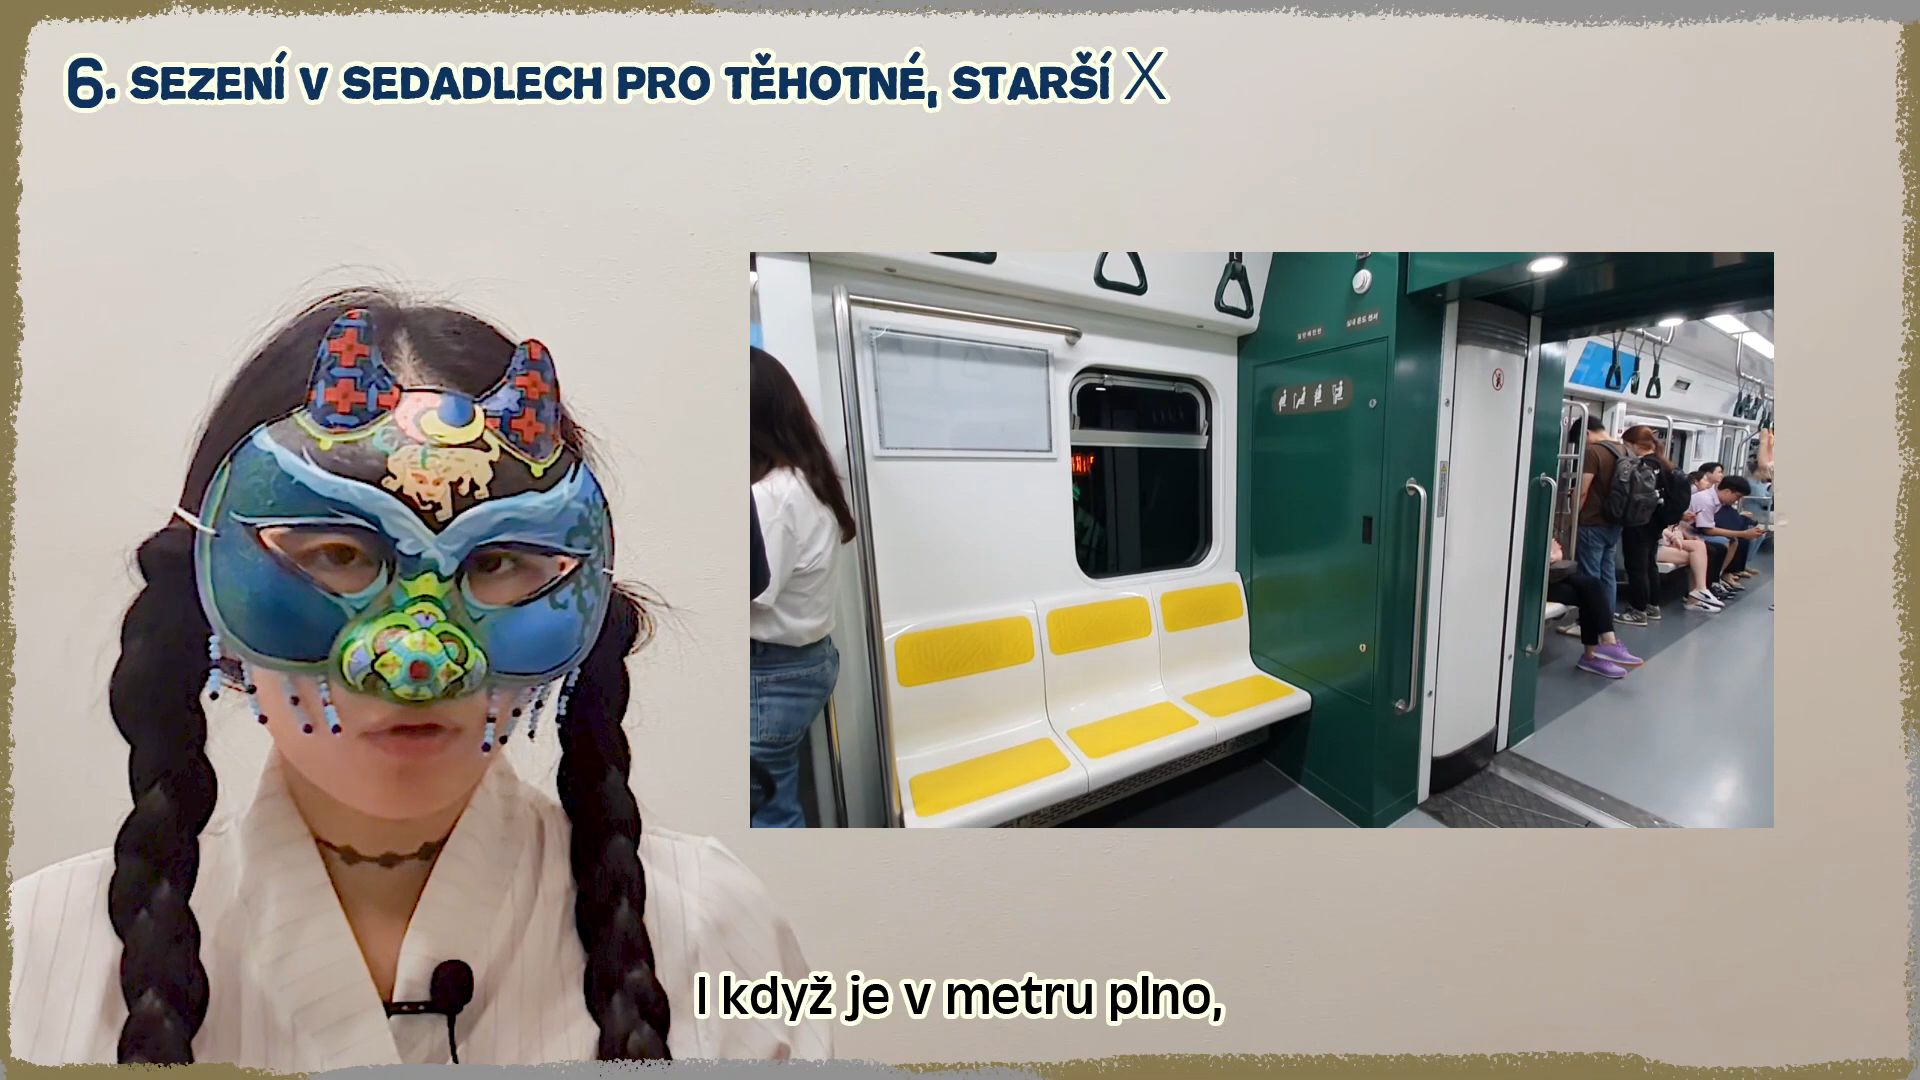 6. SEZENÍ V SEDADLECH PRO TĚHOTNÉ, STARŠÍ X
I když je v metru plno,